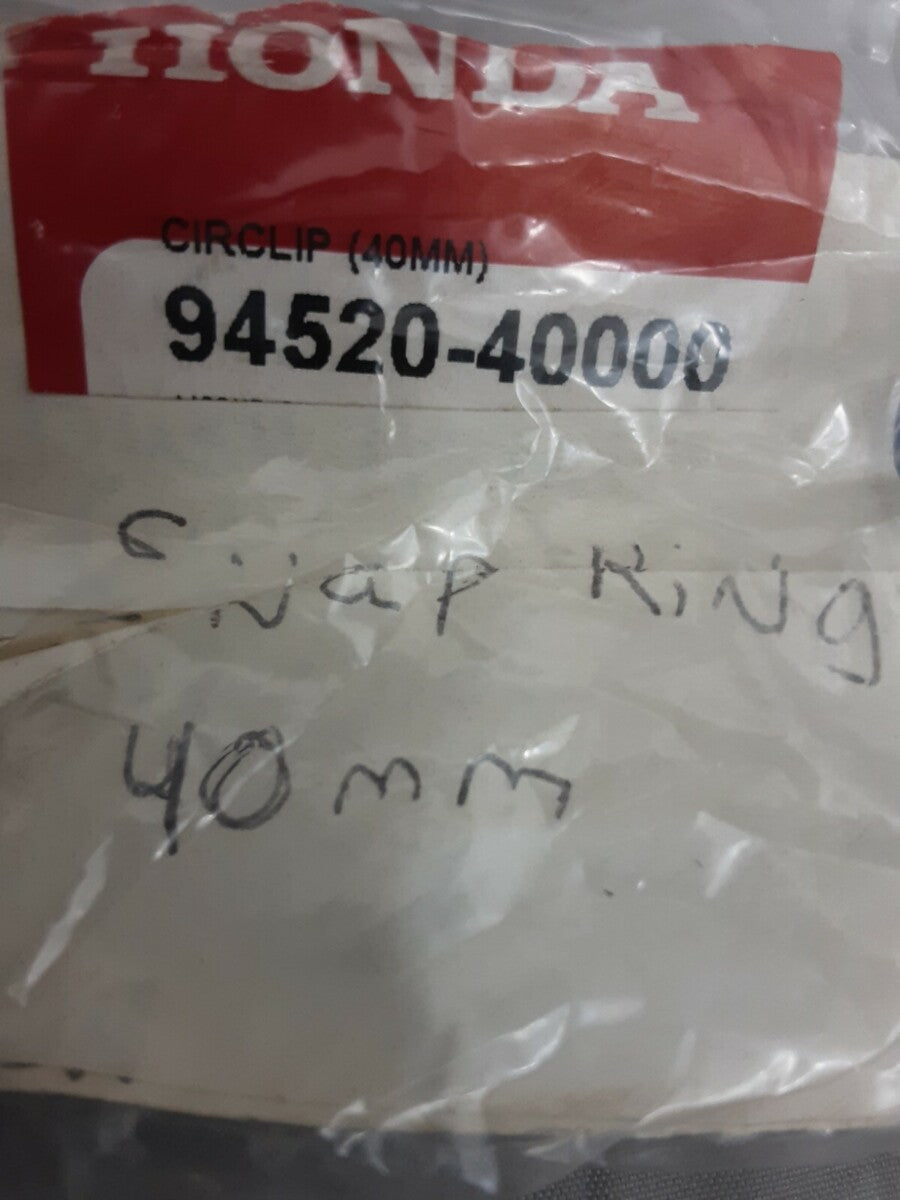 HONDA
CIRCLIP (40MM)
94520-40000
Snap Ring
40mm